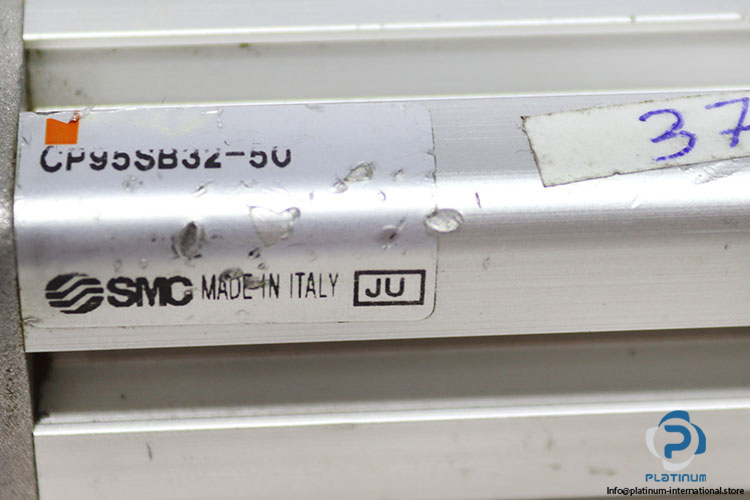 CP95SB32-50
37
SMC MADE IN ITALY JU
PLATINUM
Info@platinum-international.store